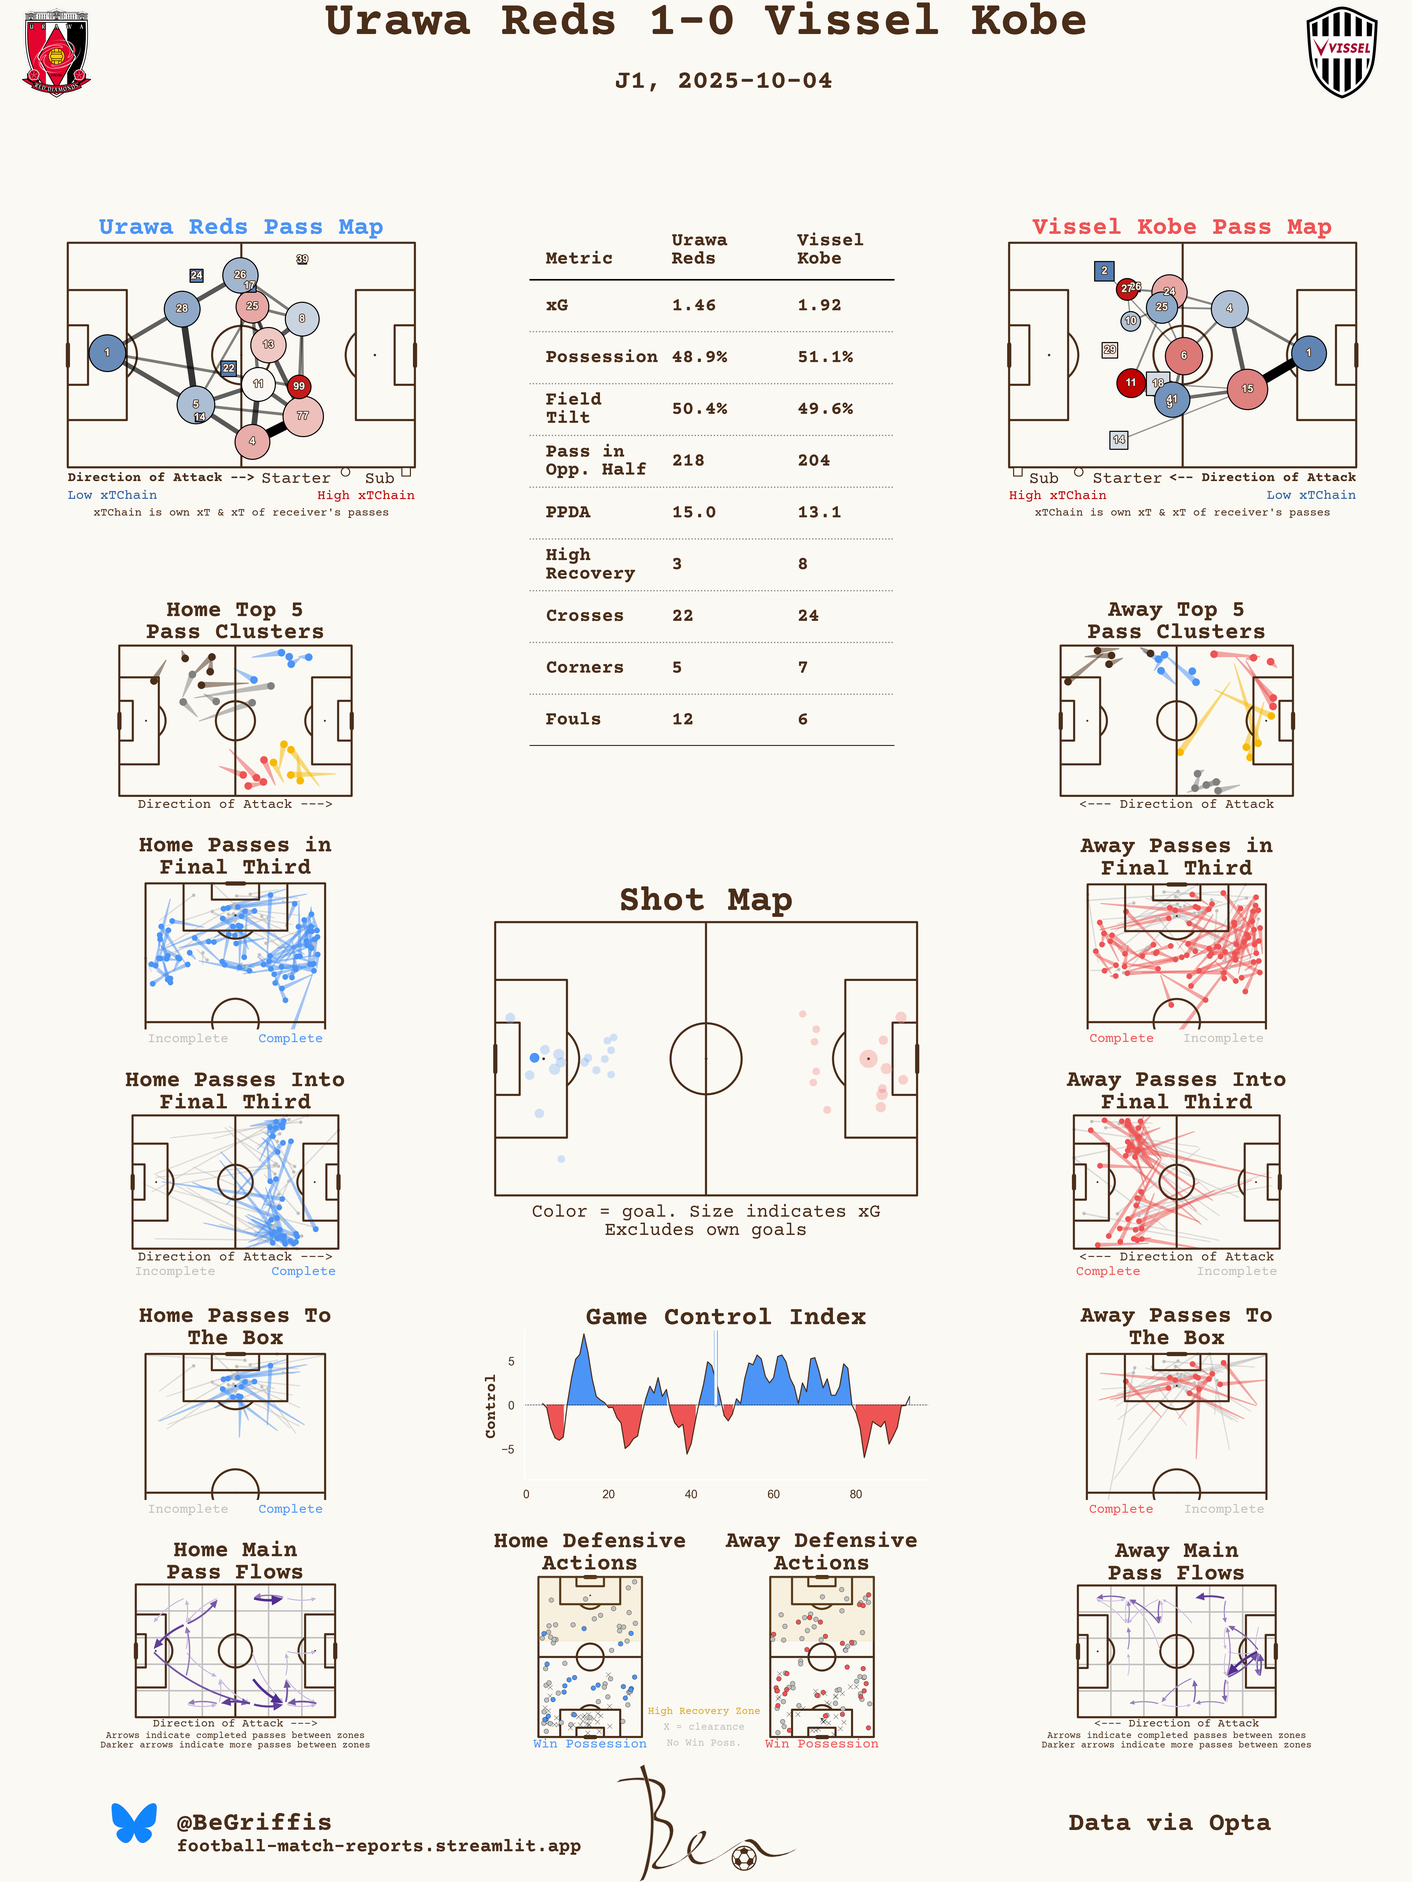 Urawa Reds 1-0 Vissel Kobe
J1, 2025-10-04
URAWA
RED DIAMONDS
VISSEL
Urawa Reds Pass Map
24
26
39
17
25
28
8
13
1
22
11
99
5
14
77
4
Direction of Attack --> Starter Sub
Low xTChain High xTChain
xTChain is own xT & xT of receiver's passes
Metric Urawa Reds Vissel Kobe
xG 1.46 1.92
Possession 48.9% 51.1%
Field Tilt 50.4% 49.6%
Pass in Opp. Half 218 204
PPDA 15.0 13.1
High Recovery 3 8
Crosses 22 24
Corners 5 7
Fouls 12 6
Vissel Kobe Pass Map
2
27
26
24
25
4
10
29
6
1
11
18
15
41
9
14
Sub Starter <-- Direction of Attack
High xTChain Low xTChain
xTChain is own xT & xT of receiver's passes
Home Top 5
Pass Clusters
Direction of Attack --->
Away Top 5
Pass Clusters
<--- Direction of Attack
Home Passes in
Final Third
Incomplete Complete
Away Passes in
Final Third
Complete Incomplete
Shot Map
Color = goal. Size indicates xG
Excludes own goals
Home Passes Into
Final Third
Direction of Attack --->
Incomplete Complete
Away Passes Into
Final Third
<--- Direction of Attack
Complete Incomplete
Home Passes To
The Box
Incomplete Complete
Game Control Index
Control
5
0
−5
0 20 40 60 80
Away Passes To
The Box
Complete Incomplete
Home Main
Pass Flows
Direction of Attack --->
Arrows indicate completed passes between zones
Darker arrows indicate more passes between zones
Home Defensive
Actions
Win Possession
Away Defensive
Actions
Win Possession
High Recovery Zone
X = clearance
No Win Poss.
Away Main
Pass Flows
<--- Direction of Attack
Arrows indicate completed passes between zones
Darker arrows indicate more passes between zones
@BeGriffis
football-match-reports.streamlit.app
Ben
Data via Opta